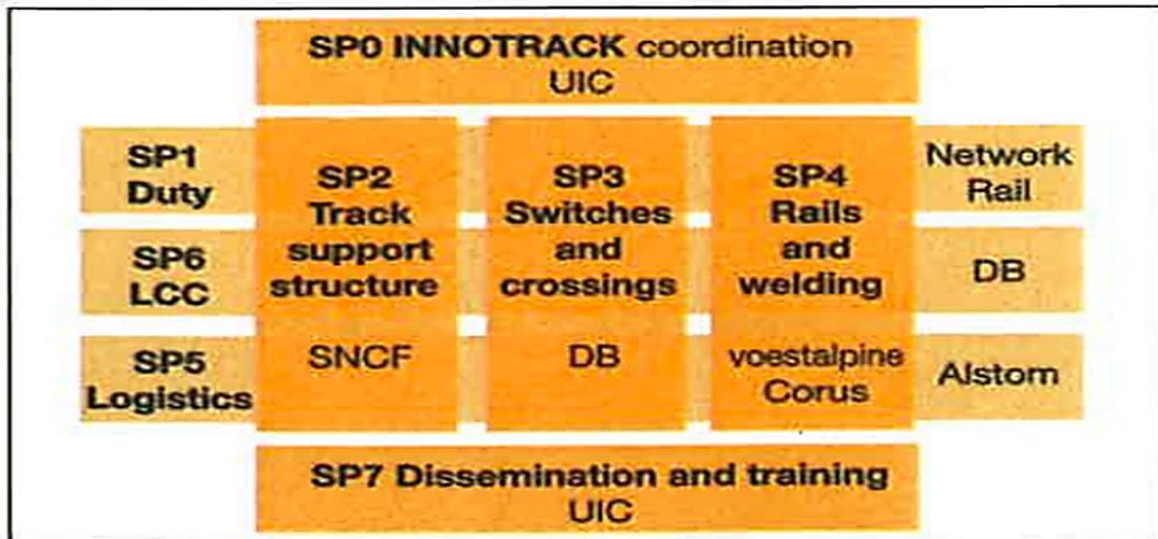 SP0 INNOTRACK coordination
UIC
SP1
Duty
SP6
LCC
SP5
Logistics
SP2
Track
support
structure
SNCF
SP3
Switches
and
crossings
DB
SP4
Rails
and
welding
voestalpine
Corus
Network
Rail
DB
Alstom
SP7 Dissemination and training
UIC